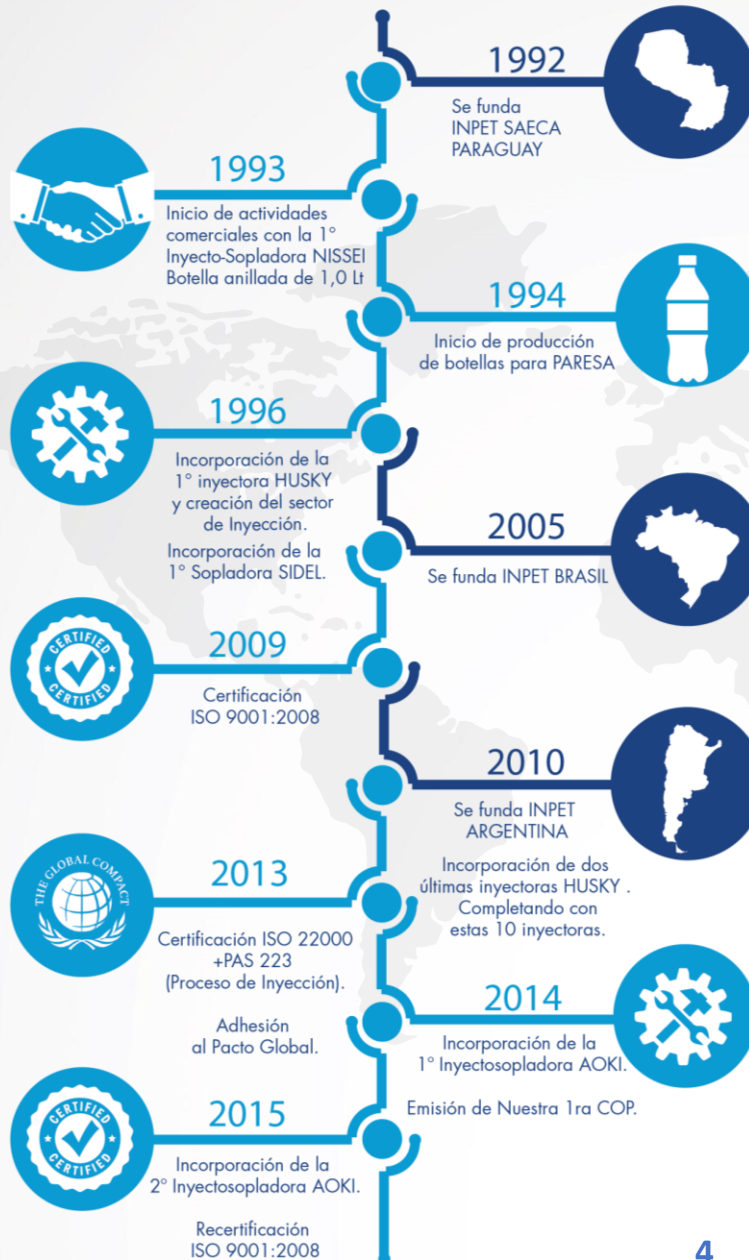 1992
Se funda
INPET SAECA
PARAGUAY
1993
Inicio de actividades
comerciales con la 1°
Inyecto-Sopladora NISSEI
Botella anillada de 1,0 Lt
1994
Inicio de producción
de botellas para PARESA
1996
Incorporación de la
1° inyectora HUSKY
y creación del sector
de Inyección.
Incorporación de la
1° Sopladora SIDEL.
2005
Se funda INPET BRASIL
CERTIFIED
CERTIFIED
2009
Certificación
ISO 9001:2008
2010
Se funda INPET
ARGENTINA
Incorporación de dos
últimas inyectoras HUSKY .
Completando con
estas 10 inyectoras.
THE GLOBAL COMPACT
2013
Certificación ISO 22000
+PAS 223
(Proceso de Inyección).
Adhesión
al Pacto Global.
2014
Incorporación de la
1° Inyectosopladora AOKI.
Emisión de Nuestra 1ra COP.
CERTIFIED
CERTIFIED
2015
Incorporación de la
2° Inyectosopladora AOKI.
Recertificación
ISO 9001:2008
4